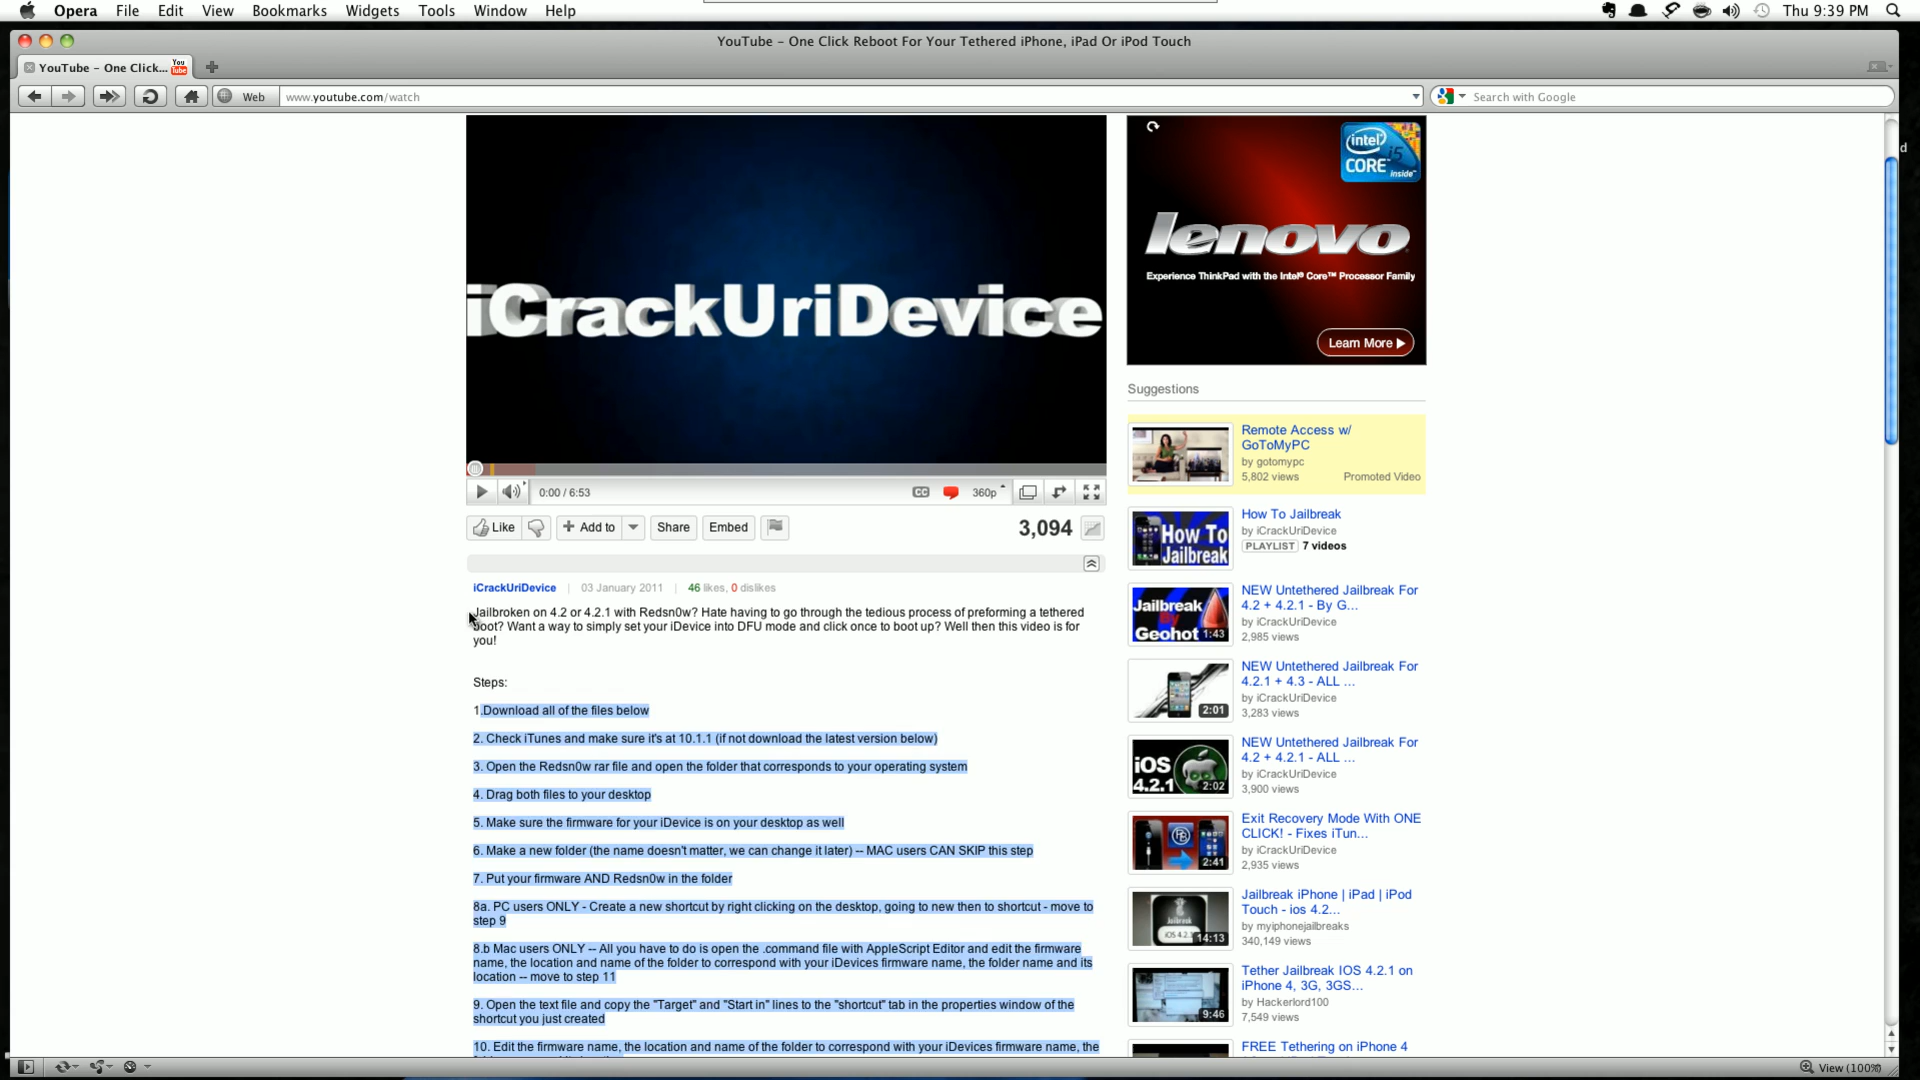 Opera File Edit View Bookmarks Widgets Tools Window Help
Thu 9:39 PM
YouTube – One Click Reboot For Your Tethered iPhone, iPad Or iPod Touch
YouTube – One Click... You Tube
Web www.youtube.com/watch Search with Google
iCrackUriDevice
0:00 / 6:53
CC
360p
Like
Add to
Share
Embed
3,094
iCrackUriDevice | 03 January 2011 | 46 likes, 0 dislikes
Jailbroken on 4.2 or 4.2.1 with Redsn0w? Hate having to go through the tedious process of preforming a tethered
boot? Want a way to simply set your iDevice into DFU mode and click once to boot up? Well then this video is for
you!
Steps:
1.Download all of the files below
2. Check iTunes and make sure it's at 10.1.1 (if not download the latest version below)
3. Open the Redsn0w rar file and open the folder that corresponds to your operating system
4. Drag both files to your desktop
5. Make sure the firmware for your iDevice is on your desktop as well
6. Make a new folder (the name doesn't matter, we can change it later) -- MAC users CAN SKIP this step
7. Put your firmware AND Redsn0w in the folder
8a. PC users ONLY - Create a new shortcut by right clicking on the desktop, going to new then to shortcut - move to
step 9
8.b Mac users ONLY -- All you have to do is open the .command file with AppleScript Editor and edit the firmware
name, the location and name of the folder to correspond with your iDevices firmware name, the folder name and its
location -- move to step 11
9. Open the text file and copy the "Target" and "Start in" lines to the "shortcut" tab in the properties window of the
shortcut you just created
10. Edit the firmware name, the location and name of the folder to correspond with your iDevices firmware name, the
intel
CORE i5
inside
lenovo
Experience ThinkPad with the Intel® Core™ Processor Family
Learn More
Suggestions
Remote Access w/
GoToMyPC
by gotomypc
5,802 views Promoted Video
How To
Jailbreak
How To Jailbreak
by iCrackUriDevice
PLAYLIST 7 videos
Jailbreak
By
Geohot 1:43
NEW Untethered Jailbreak For
4.2 + 4.2.1 - By G...
by iCrackUriDevice
2,985 views
2:01
NEW Untethered Jailbreak For
4.2.1 + 4.3 - ALL ...
by iCrackUriDevice
3,283 views
iOS
4.2.1 2:02
NEW Untethered Jailbreak For
4.2 + 4.2.1 - ALL ...
by iCrackUriDevice
3,900 views
2:41
Exit Recovery Mode With ONE
CLICK! - Fixes iTun...
by iCrackUriDevice
2,935 views
Jailbreak
iOS 4.2.1
14:13
Jailbreak iPhone | iPad | iPod
Touch - ios 4.2...
by myiphonejailbreaks
340,149 views
9:46
Tether Jailbreak IOS 4.2.1 on
iPhone 4, 3G, 3GS...
by Hackerlord100
7,549 views
FREE Tethering on iPhone 4
View (100%)